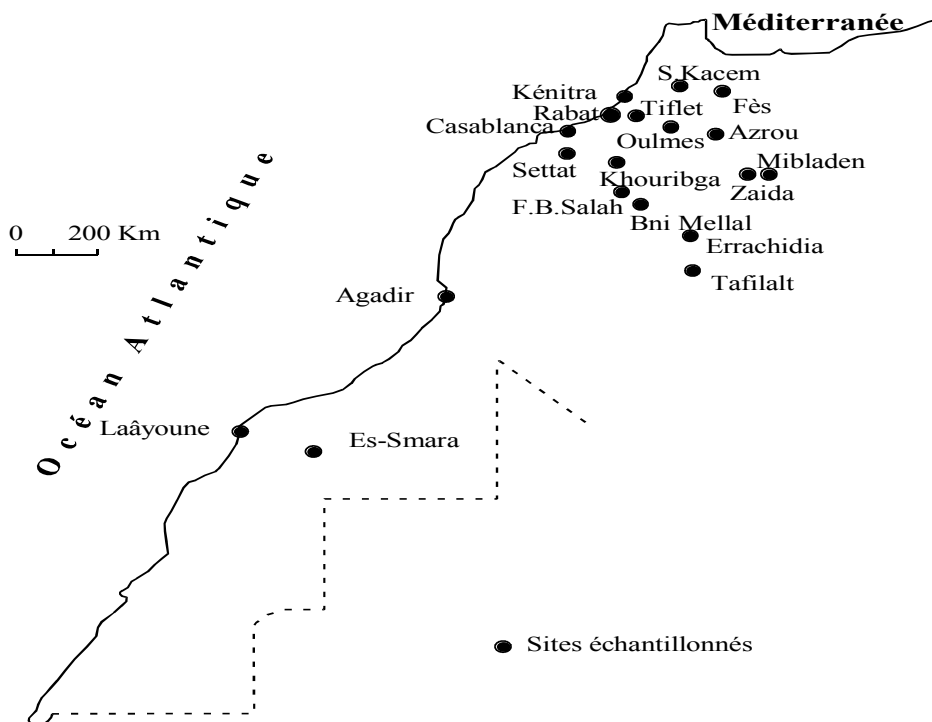 Méditerranée
S.Kacem
Kénitra
Fès
Rabat
Tiflet
Casablanca
Oulmes
Azrou
Settat
Mibladen
Khouribga
Zaida
F.B.Salah
Bni Mellal
Errachidia
Tafilalt
0 200 Km
Océan Atlantique
Agadir
Laâyoune
Es-Smara
Sites échantillonnés